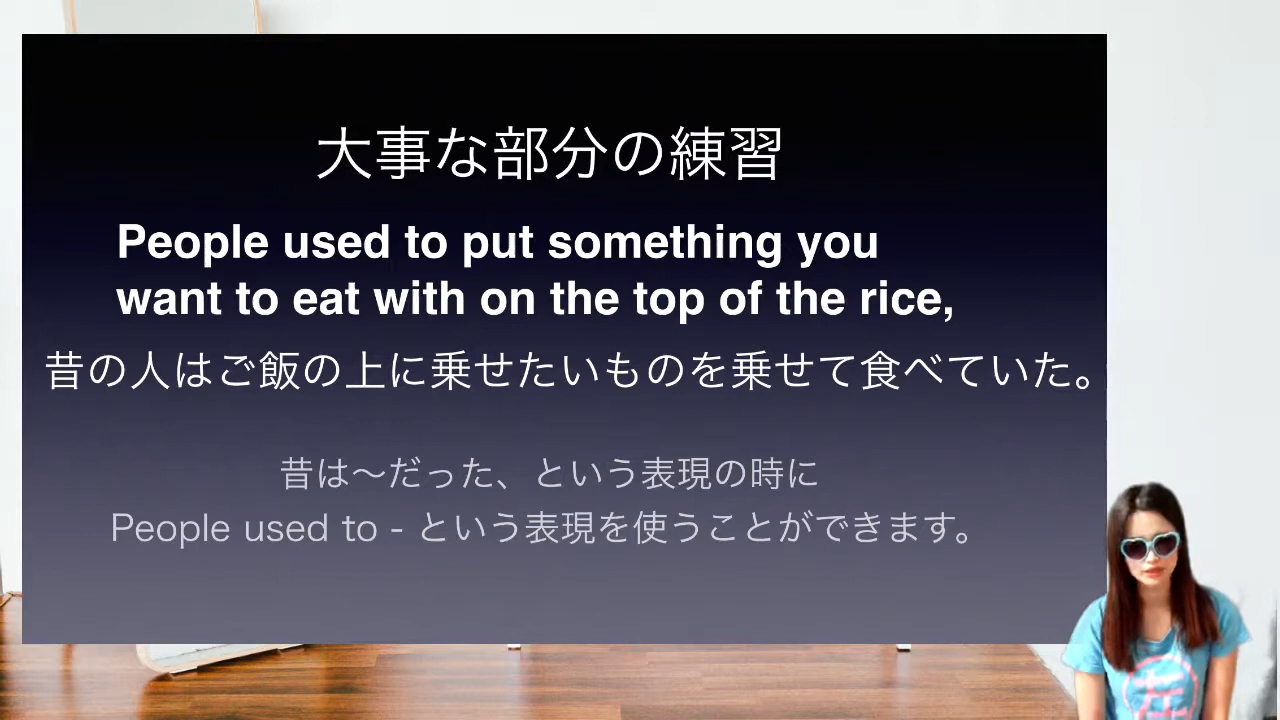 大事な部分の練習
People used to put something you
want to eat with on the top of the rice,
昔の人はご飯の上に乗せたいものを乗せて食べていた。
昔は〜だった、という表現の時に
People used to - という表現を使うことができます。